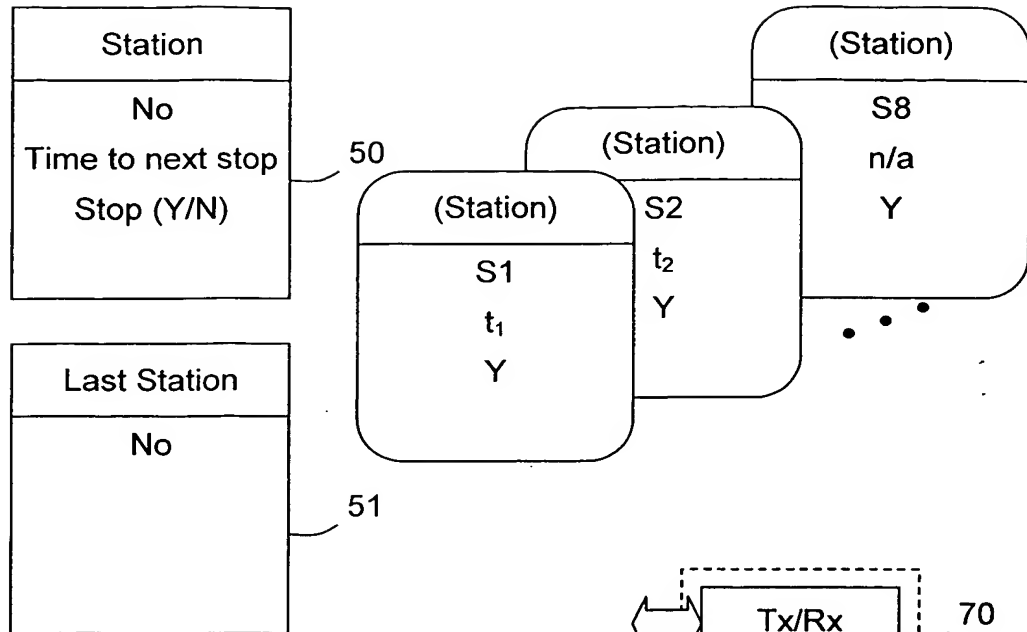 Station
No
Time to next stop
Stop (Y/N)
50
(Station)
S1
t₁
Y
(Station)
S2
t₂
Y
(Station)
S8
n/a
Y
Last Station
No
51
Tx/Rx
70